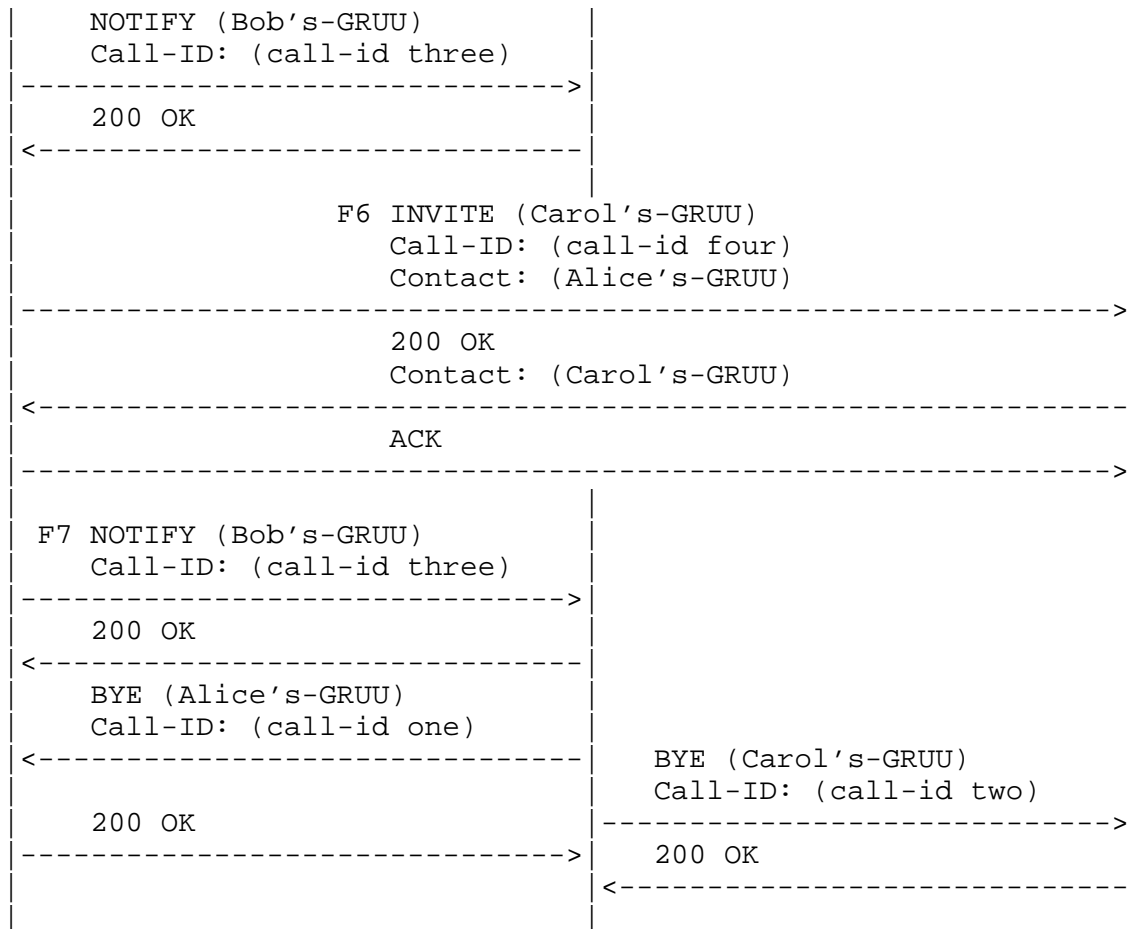 NOTIFY (Bob's-GRUU)
Call-ID: (call-id three)
200 OK
F6 INVITE (Carol's-GRUU)
Call-ID: (call-id four)
Contact: (Alice's-GRUU)
200 OK
Contact: (Carol's-GRUU)
ACK
F7 NOTIFY (Bob's-GRUU)
Call-ID: (call-id three)
200 OK
BYE (Alice's-GRUU)
Call-ID: (call-id one)
BYE (Carol's-GRUU)
Call-ID: (call-id two)
200 OK
200 OK